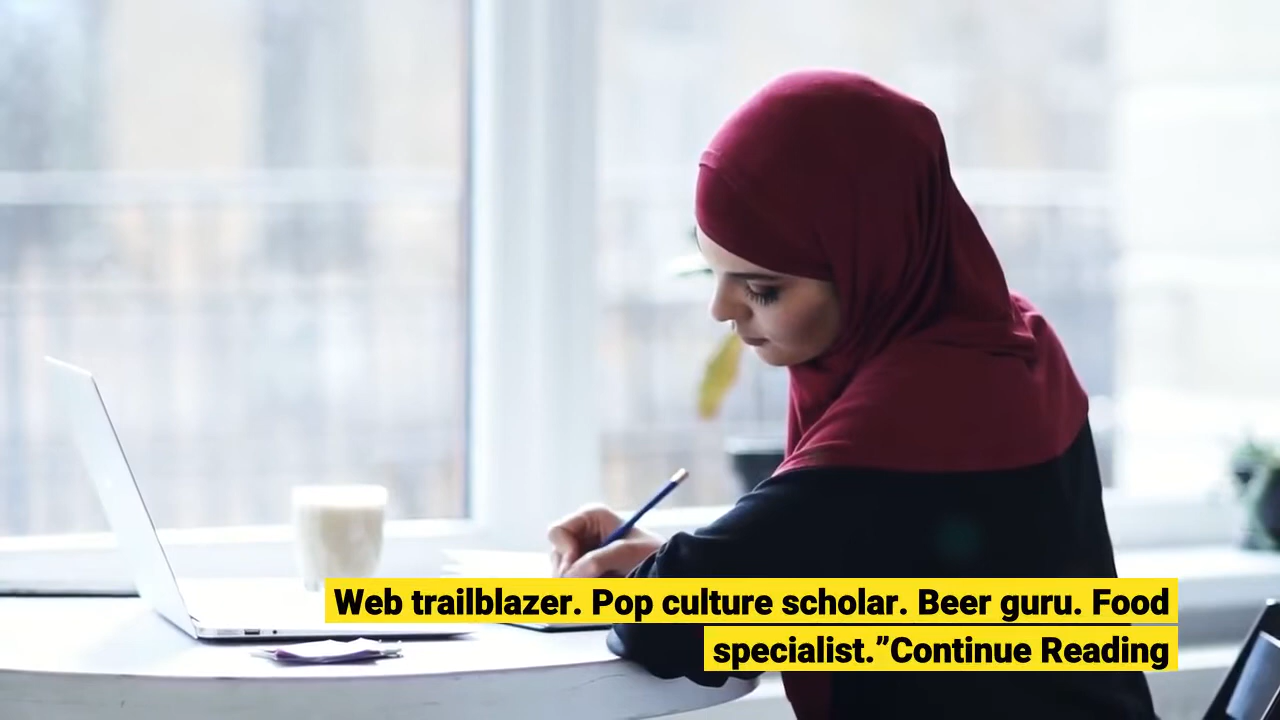 Web trailblazer. Pop culture scholar. Beer guru. Food
specialist.”Continue Reading